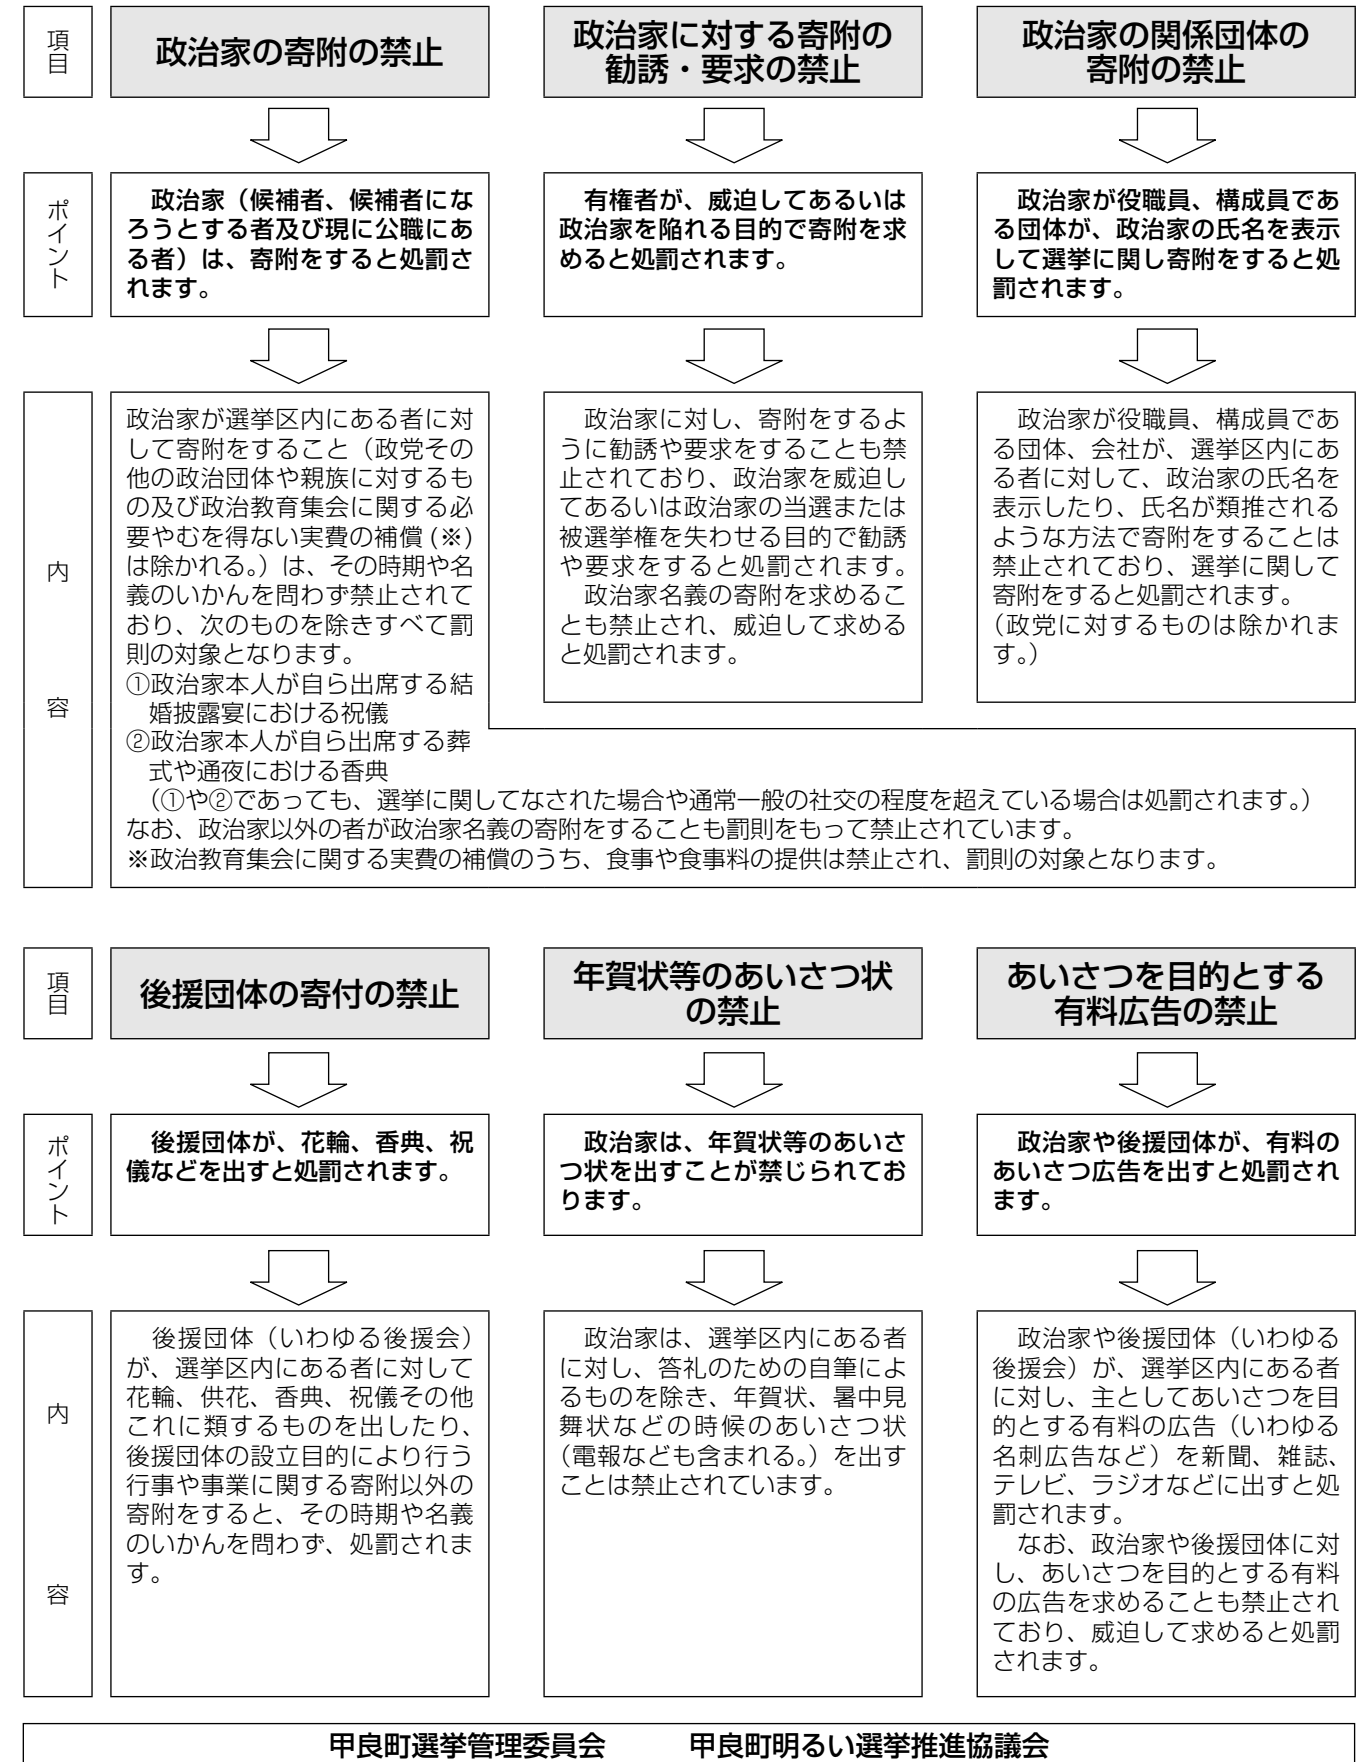 項目
政治家の寄附の禁止
政治家に対する寄附の
勧誘・要求の禁止
政治家の関係団体の
寄附の禁止
ポイント
政治家（候補者、候補者にな
ろうとする者及び現に公職にあ
る者）は、寄附をすると処罰さ
れます。
有権者が、威迫してあるいは
政治家を陥れる目的で寄附を求
めると処罰されます。
政治家が役職員、構成員であ
る団体が、政治家の氏名を表示
して選挙に関し寄附をすると処
罰されます。
内容
政治家が選挙区内にある者に対
して寄附をすること（政党その
他の政治団体や親族に対するも
の及び政治教育集会に関する必
要やむを得ない実費の補償(※)
は除かれる。）は、その時期や名
義のいかんを問わず禁止されて
おり、次のものを除きすべて罰
則の対象となります。
①政治家本人が自ら出席する結
婚披露宴における祝儀
②政治家本人が自ら出席する葬
式や通夜における香典
（①や②であっても、選挙に関してなされた場合や通常一般の社交の程度を超えている場合は処罰されます。）
なお、政治家以外の者が政治家名義の寄附をすることも罰則をもって禁止されています。
※政治教育集会に関する実費の補償のうち、食事や食事料の提供は禁止され、罰則の対象となります。
政治家に対し、寄附をするよ
うに勧誘や要求をすることも禁
止されており、政治家を威迫し
てあるいは政治家の当選または
被選挙権を失わせる目的で勧誘
や要求をすると処罰されます。
政治家名義の寄附を求めるこ
とも禁止され、威迫して求める
と処罰されます。
政治家が役職員、構成員であ
る団体、会社が、選挙区内にあ
る者に対して、政治家の氏名を
表示したり、氏名が類推される
ような方法で寄附をすることは
禁止されており、選挙に関して
寄附をすると処罰されます。
（政党に対するものは除かれま
す。）
項目
後援団体の寄付の禁止
年賀状等のあいさつ状
の禁止
あいさつを目的とする
有料広告の禁止
ポイント
後援団体が、花輪、香典、祝
儀などを出すと処罰されます。
政治家は、年賀状等のあいさ
つ状を出すことが禁じられてお
ります。
政治家や後援団体が、有料の
あいさつ広告を出すと処罰され
ます。
内容
後援団体（いわゆる後援会）
が、選挙区内にある者に対して
花輪、供花、香典、祝儀その他
これに類するものを出したり、
後援団体の設立目的により行う
行事や事業に関する寄附以外の
寄附をすると、その時期や名義
のいかんを問わず、処罰されま
す。
政治家は、選挙区内にある者
に対し、答礼のための自筆によ
るものを除き、年賀状、暑中見
舞状などの時候のあいさつ状
（電報なども含まれる。）を出す
ことは禁止されています。
政治家や後援団体（いわゆる
後援会）が、選挙区内にある者
に対し、主としてあいさつを目
的とする有料の広告（いわゆる
名刺広告など）を新聞、雑誌、
テレビ、ラジオなどに出すと処
罰されます。
なお、政治家や後援団体に対
し、あいさつを目的とする有料
の広告を求めることも禁止され
ており、威迫して求めると処罰
されます。
甲良町選挙管理委員会　　甲良町明るい選挙推進協議会